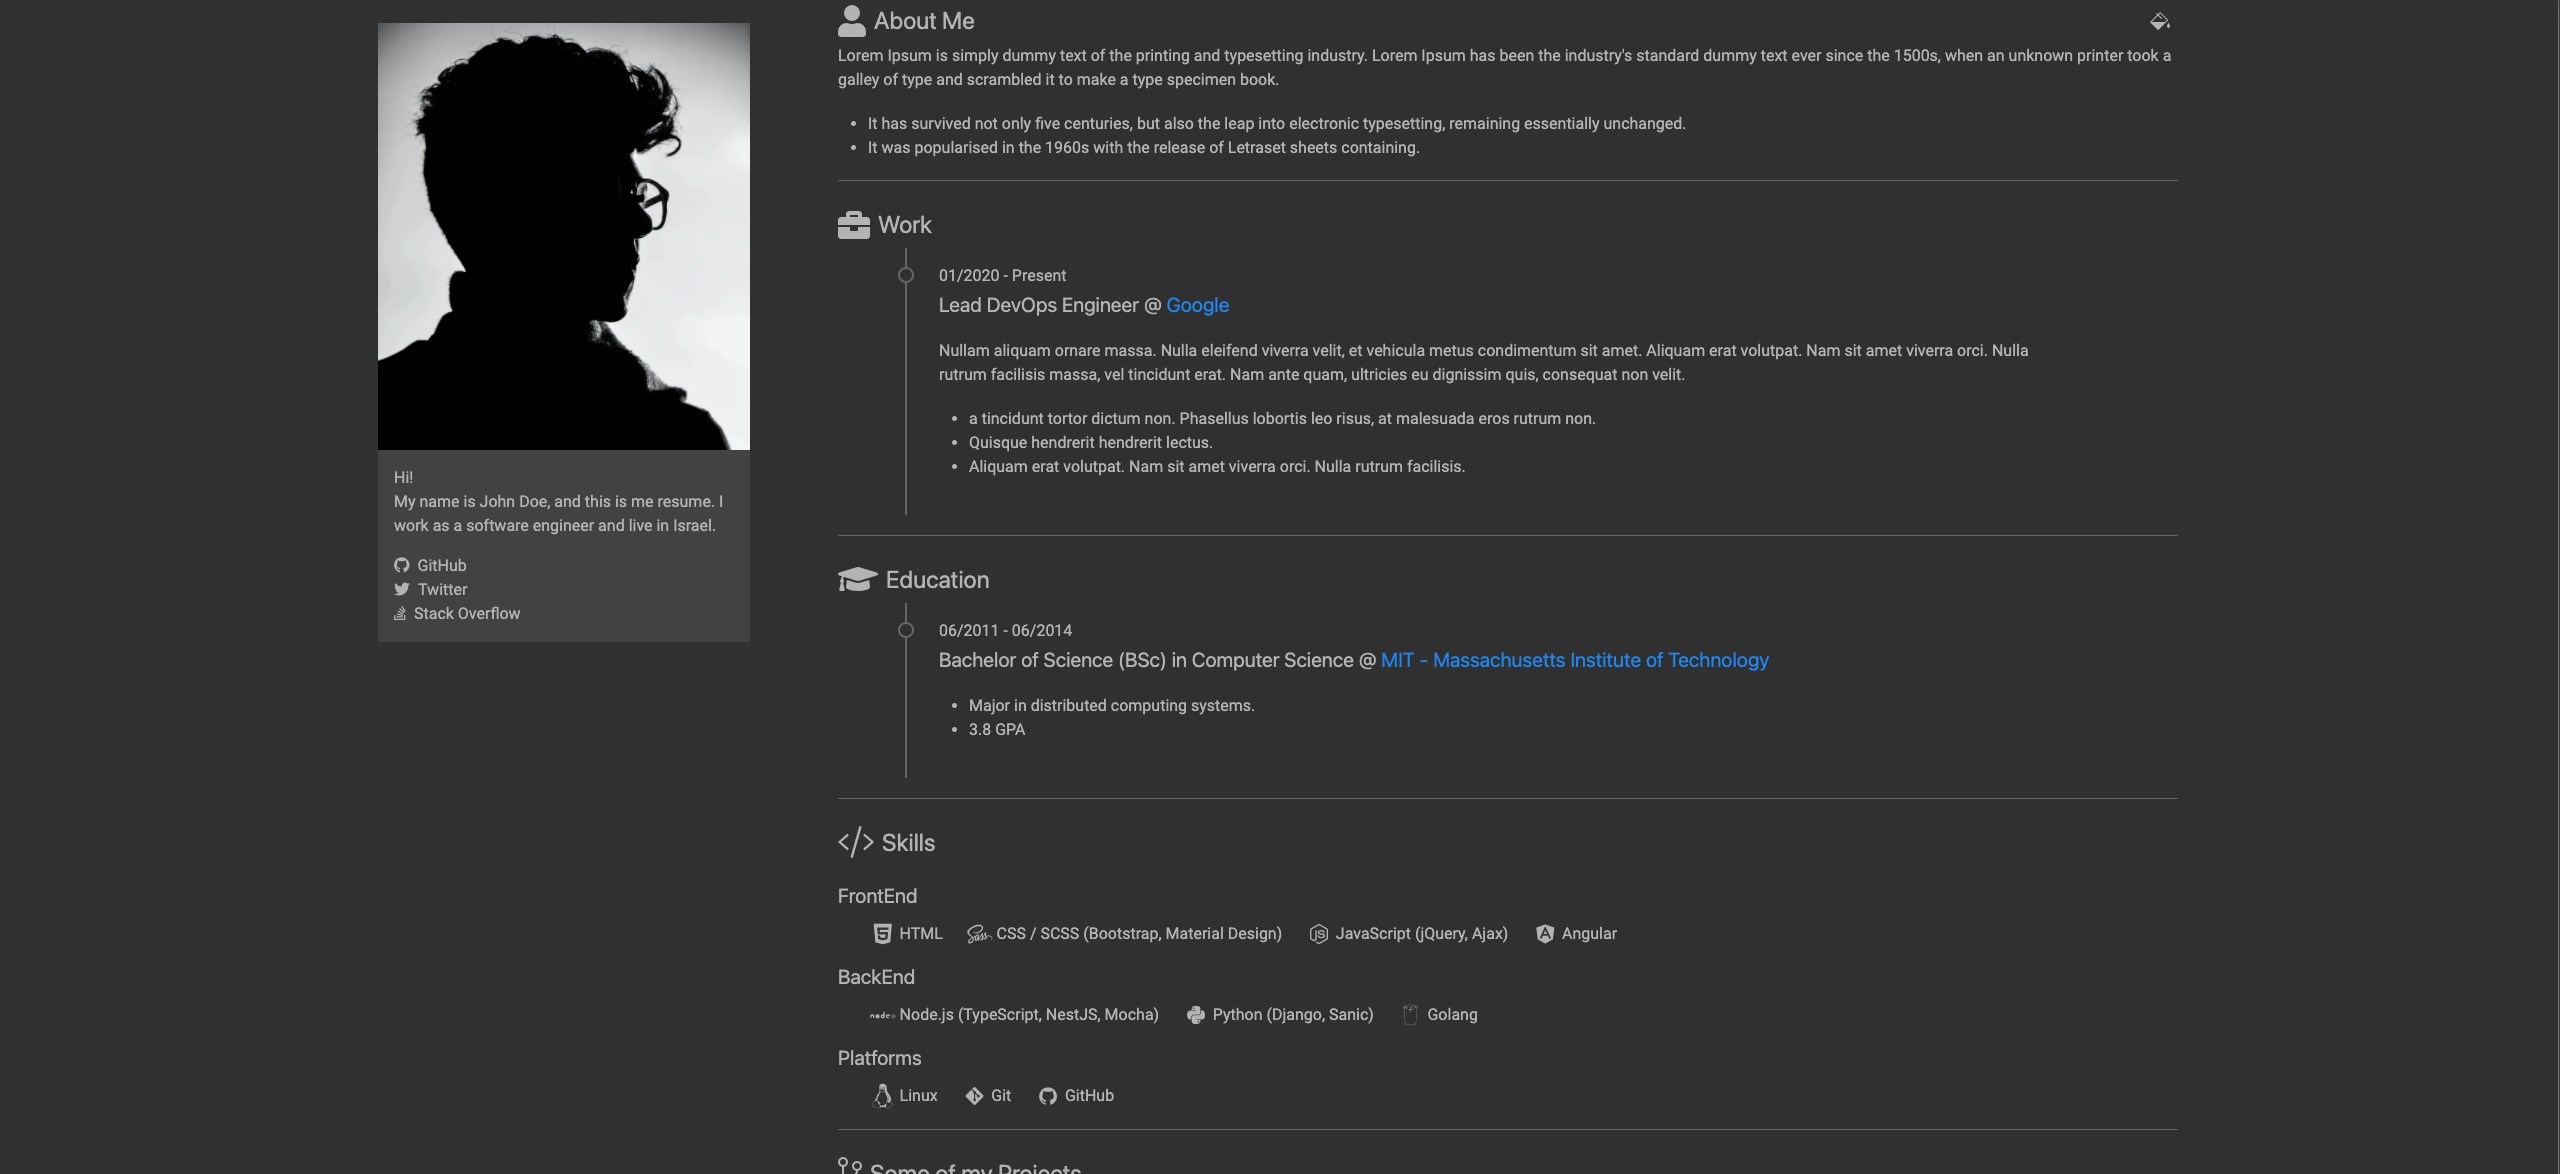 Hi!
My name is John Doe, and this is me resume. I
work as a software engineer and live in Israel.
GitHub
Twitter
Stack Overflow
About Me
Lorem Ipsum is simply dummy text of the printing and typesetting industry. Lorem Ipsum has been the industry's standard dummy text ever since the 1500s, when an unknown printer took a
galley of type and scrambled it to make a type specimen book.
• It has survived not only five centuries, but also the leap into electronic typesetting, remaining essentially unchanged.
• It was popularised in the 1960s with the release of Letraset sheets containing.
Work
01/2020 - Present
Lead DevOps Engineer @ Google
Nullam aliquam ornare massa. Nulla eleifend viverra velit, et vehicula metus condimentum sit amet. Aliquam erat volutpat. Nam sit amet viverra orci. Nulla
rutrum facilisis massa, vel tincidunt erat. Nam ante quam, ultricies eu dignissim quis, consequat non velit.
• a tincidunt tortor dictum non. Phasellus lobortis leo risus, at malesuada eros rutrum non.
• Quisque hendrerit hendrerit lectus.
• Aliquam erat volutpat. Nam sit amet viverra orci. Nulla rutrum facilisis.
Education
06/2011 - 06/2014
Bachelor of Science (BSc) in Computer Science @ MIT - Massachusetts Institute of Technology
• Major in distributed computing systems.
• 3.8 GPA
Skills
FrontEnd
HTML CSS / SCSS (Bootstrap, Material Design) JavaScript (jQuery, Ajax) Angular
BackEnd
Node.js (TypeScript, NestJS, Mocha) Python (Django, Sanic) Golang
Platforms
Linux Git GitHub
Some of my Projects